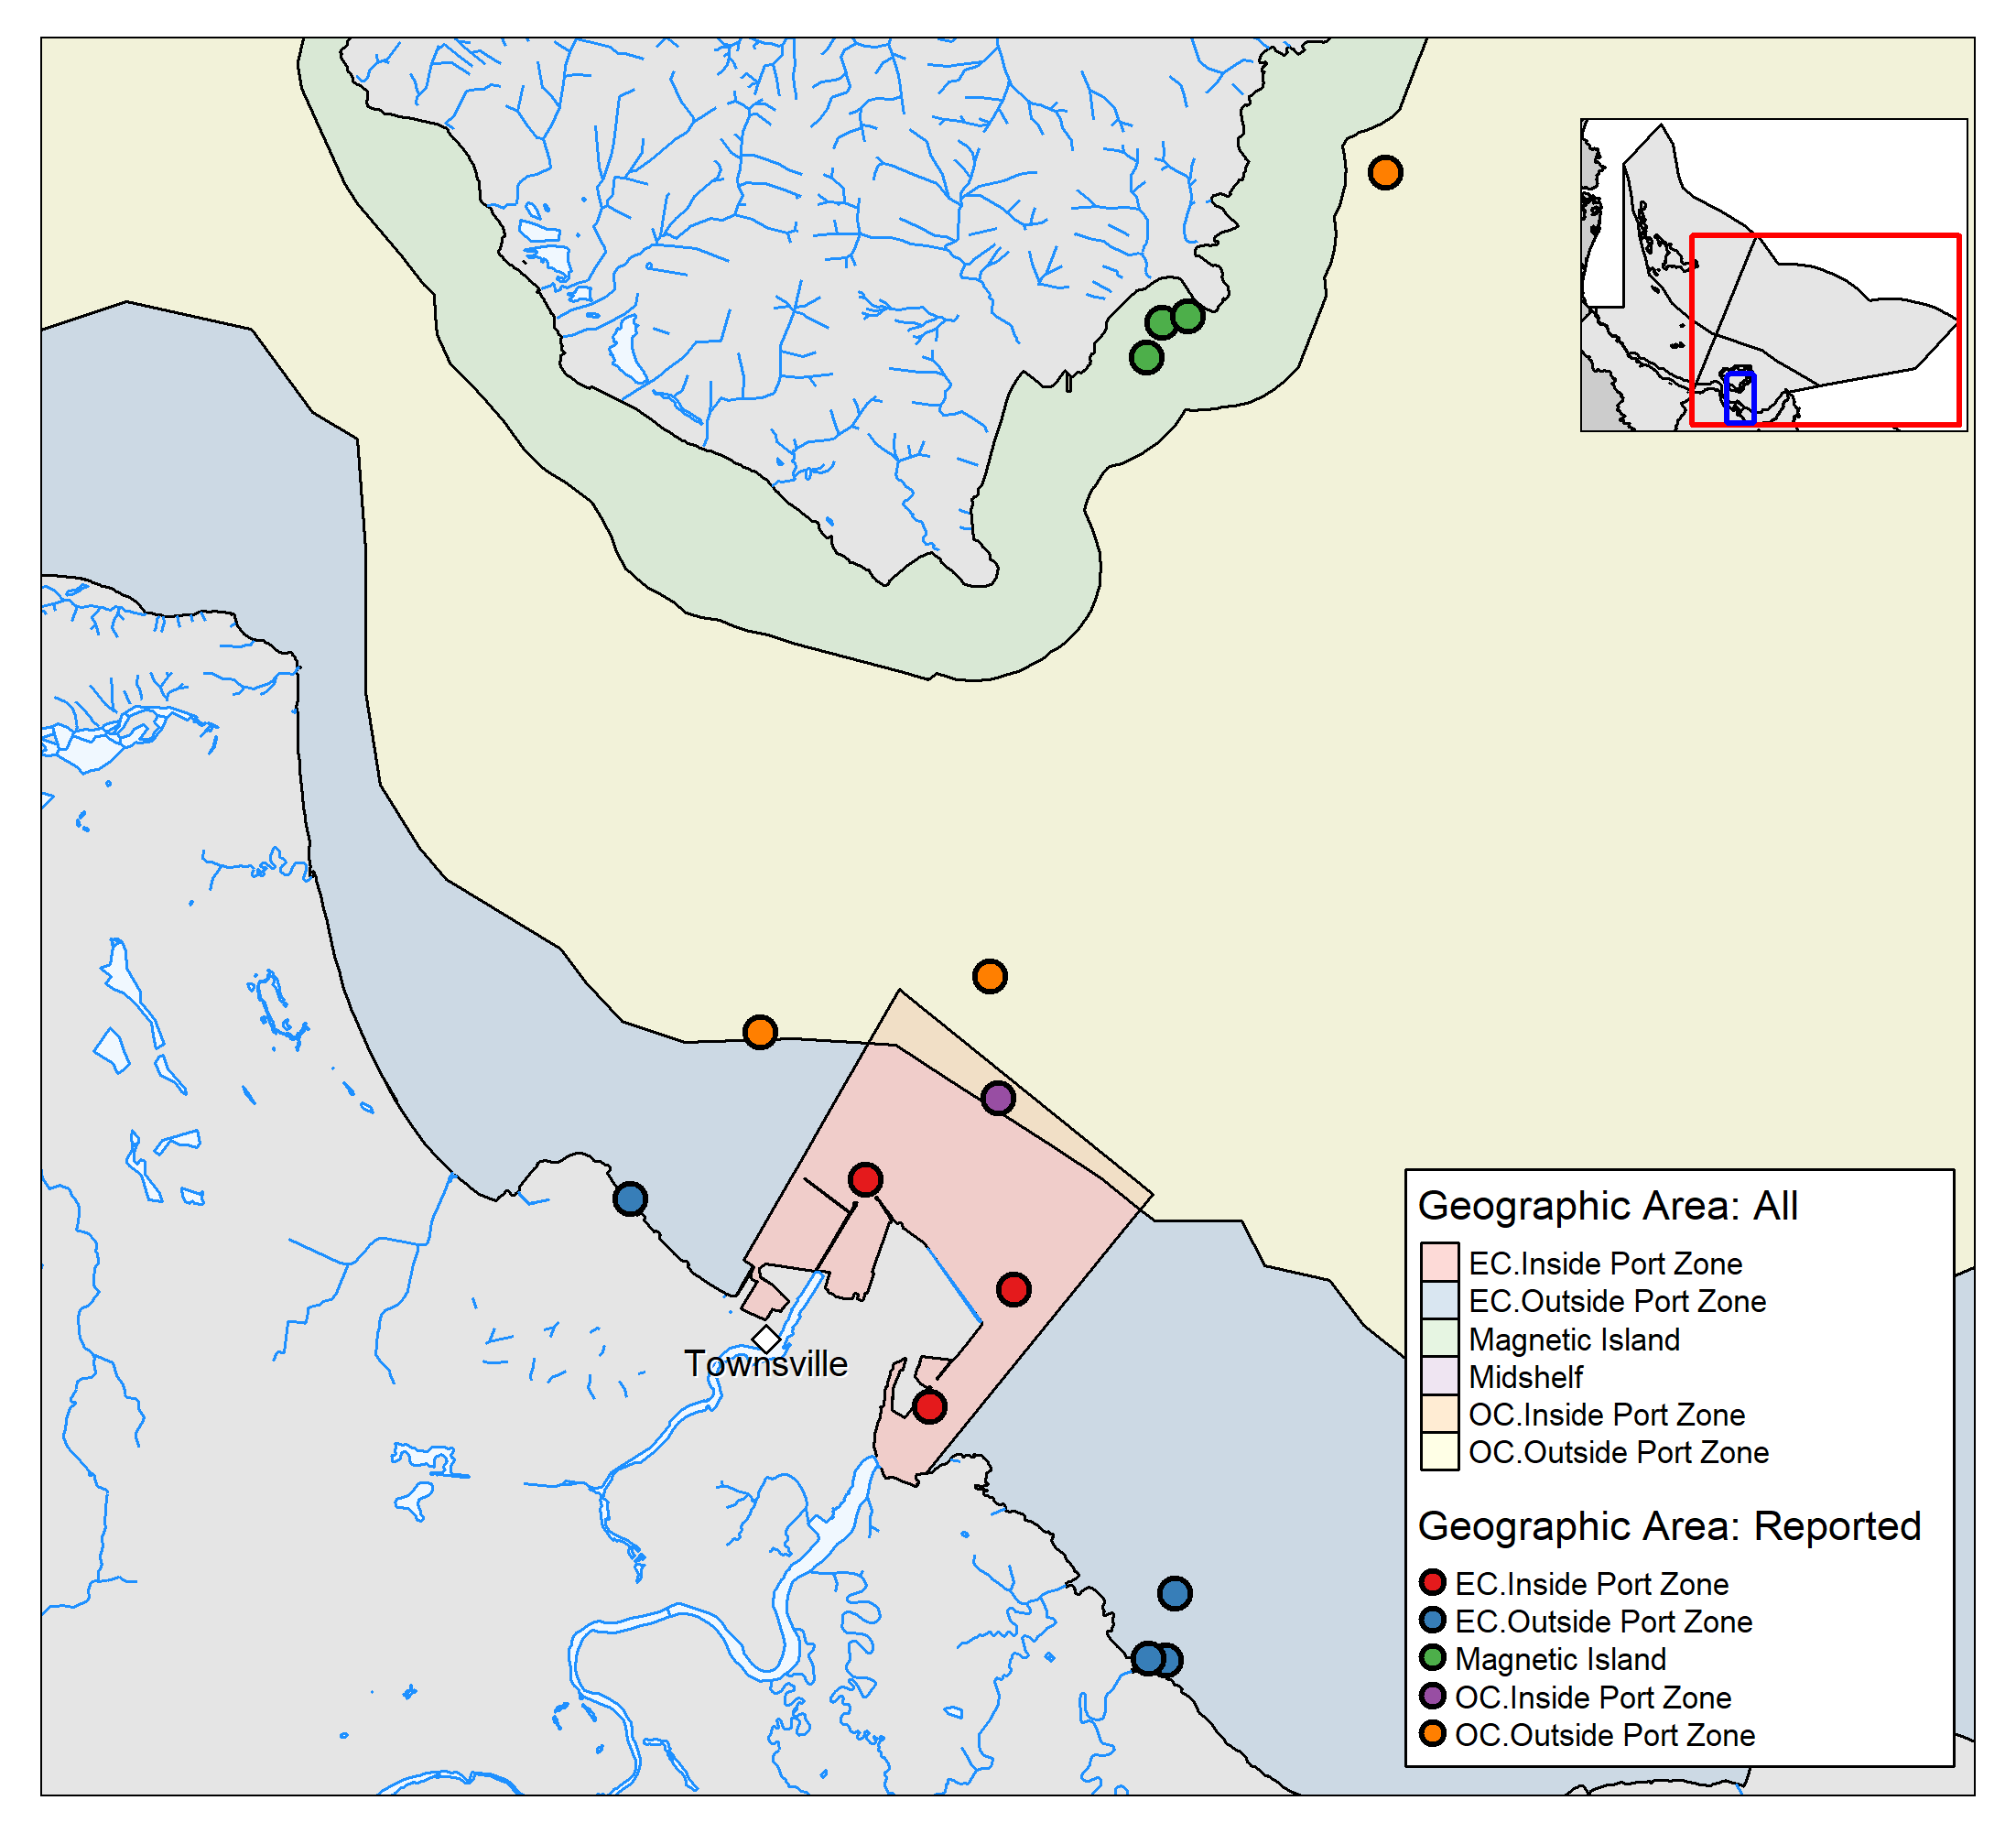 Townsville
Geographic Area: All
EC.Inside Port Zone
EC.Outside Port Zone
Magnetic Island
Midshelf
OC.Inside Port Zone
OC.Outside Port Zone
Geographic Area: Reported
EC.Inside Port Zone
EC.Outside Port Zone
Magnetic Island
OC.Inside Port Zone
OC.Outside Port Zone